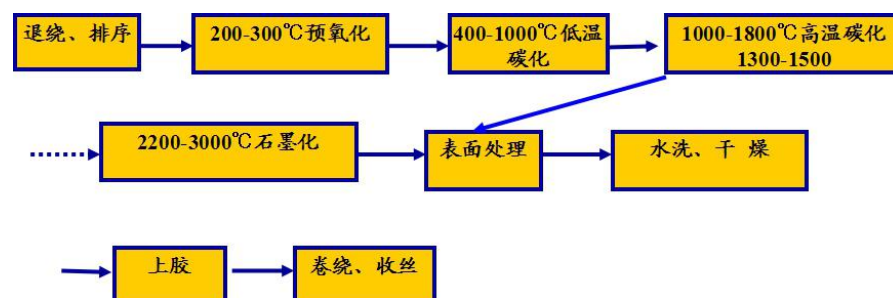 退绕、排序
200-300℃预氧化
400-1000℃低温
碳化
1000-1800℃高温碳化
1300-1500
2200-3000℃石墨化
表面处理
水洗、干 燥
上胶
卷绕、收丝